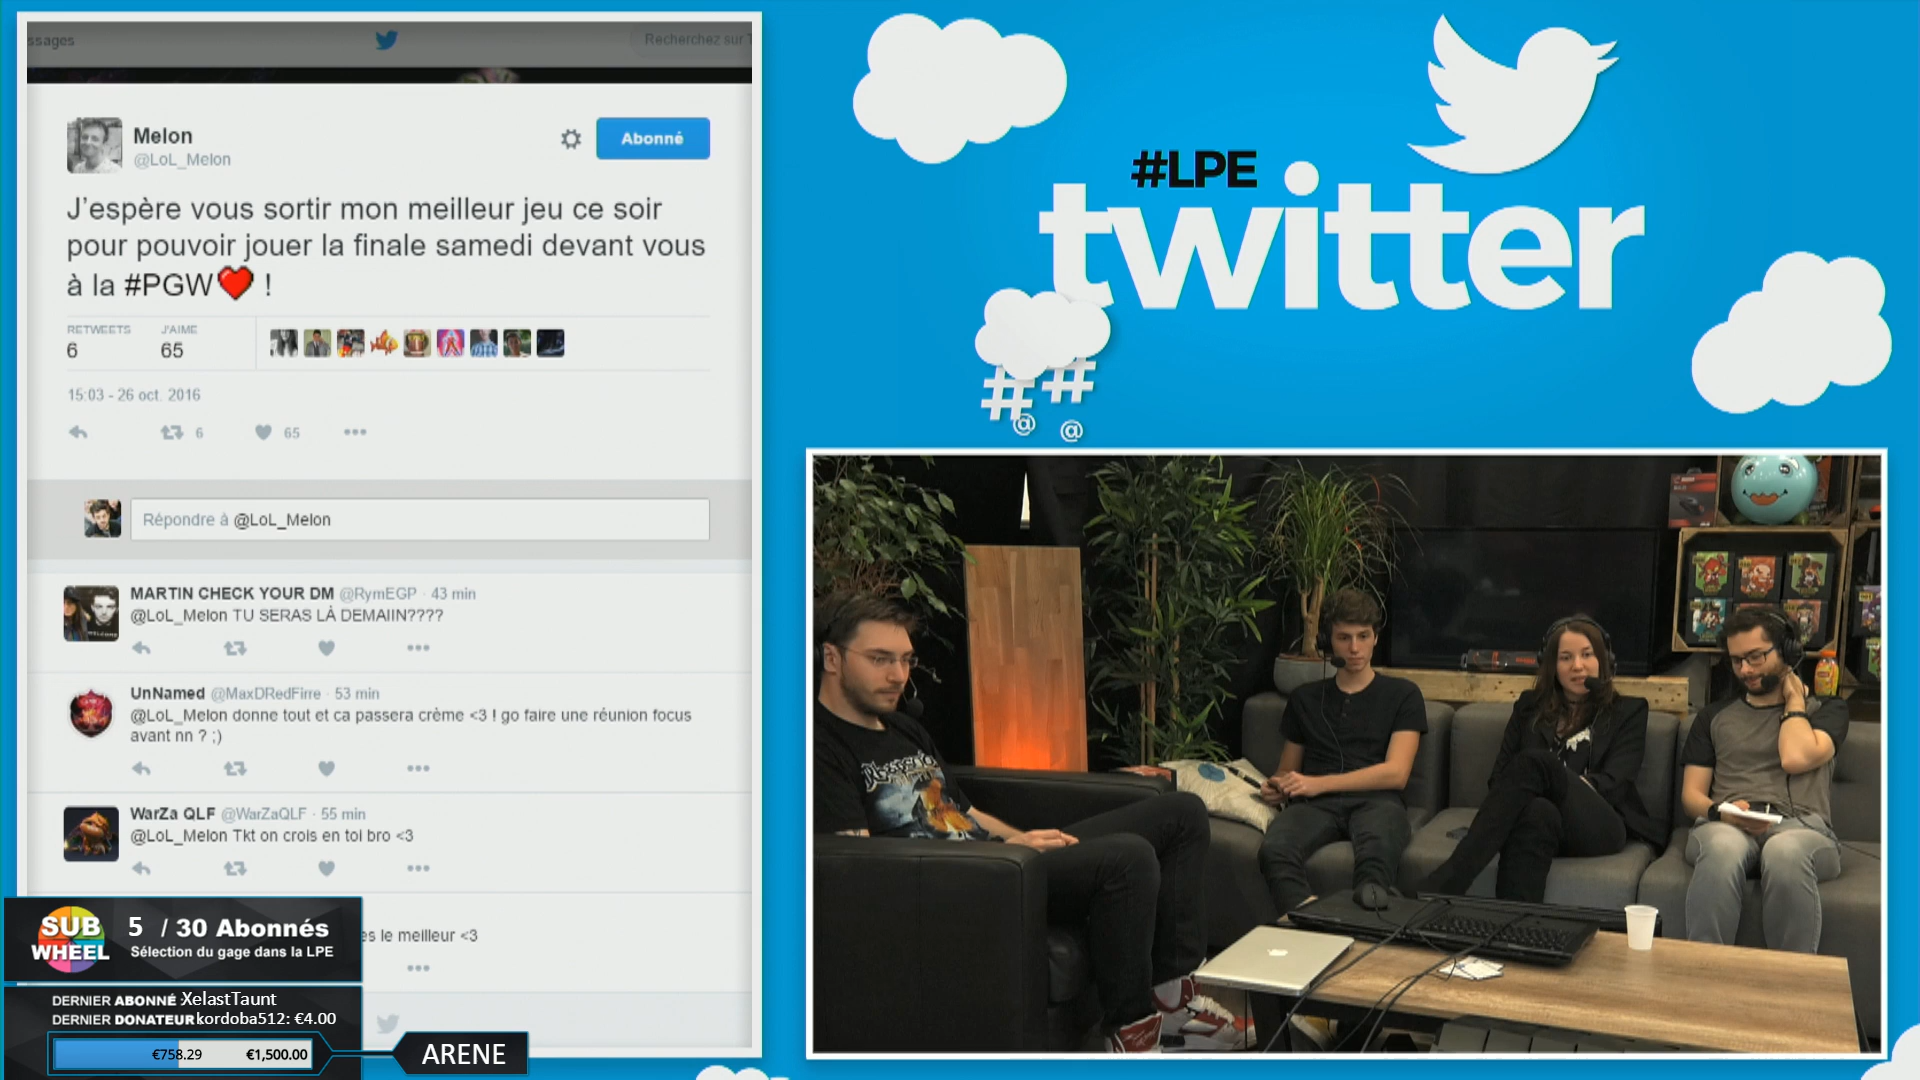 ssages
Recherchez sur T
Melon
@LoL_Melon
Abonné
J'espère vous sortir mon meilleur jeu ce soir
pour pouvoir jouer la finale samedi devant vous
à la #PGW❤ !
RETWEETS
6
J'AIME
65
15:03 - 26 oct. 2016
6
65
Répondre à @LoL_Melon
MARTIN CHECK YOUR DM @RymEGP · 43 min
@LoL_Melon TU SERAS LÀ DEMAIIN????
UnNamed @MaxDRedFirre · 53 min
@LoL_Melon donne tout et ca passera crème <3 ! go faire une réunion focus
avant nn ? ;)
WarZa QLF @WarZaQLF · 55 min
@LoL_Melon Tkt on crois en toi bro <3
es le meilleur <3
SUB
WHEEL
5 / 30 Abonnés
Sélection du gage dans la LPE
DERNIER ABONNÉ XelastTaunt
DERNIER DONATEUR kordoba512: €4.00
€758.29
€1,500.00
ARENE
#LPE
twitter
# #
@ @